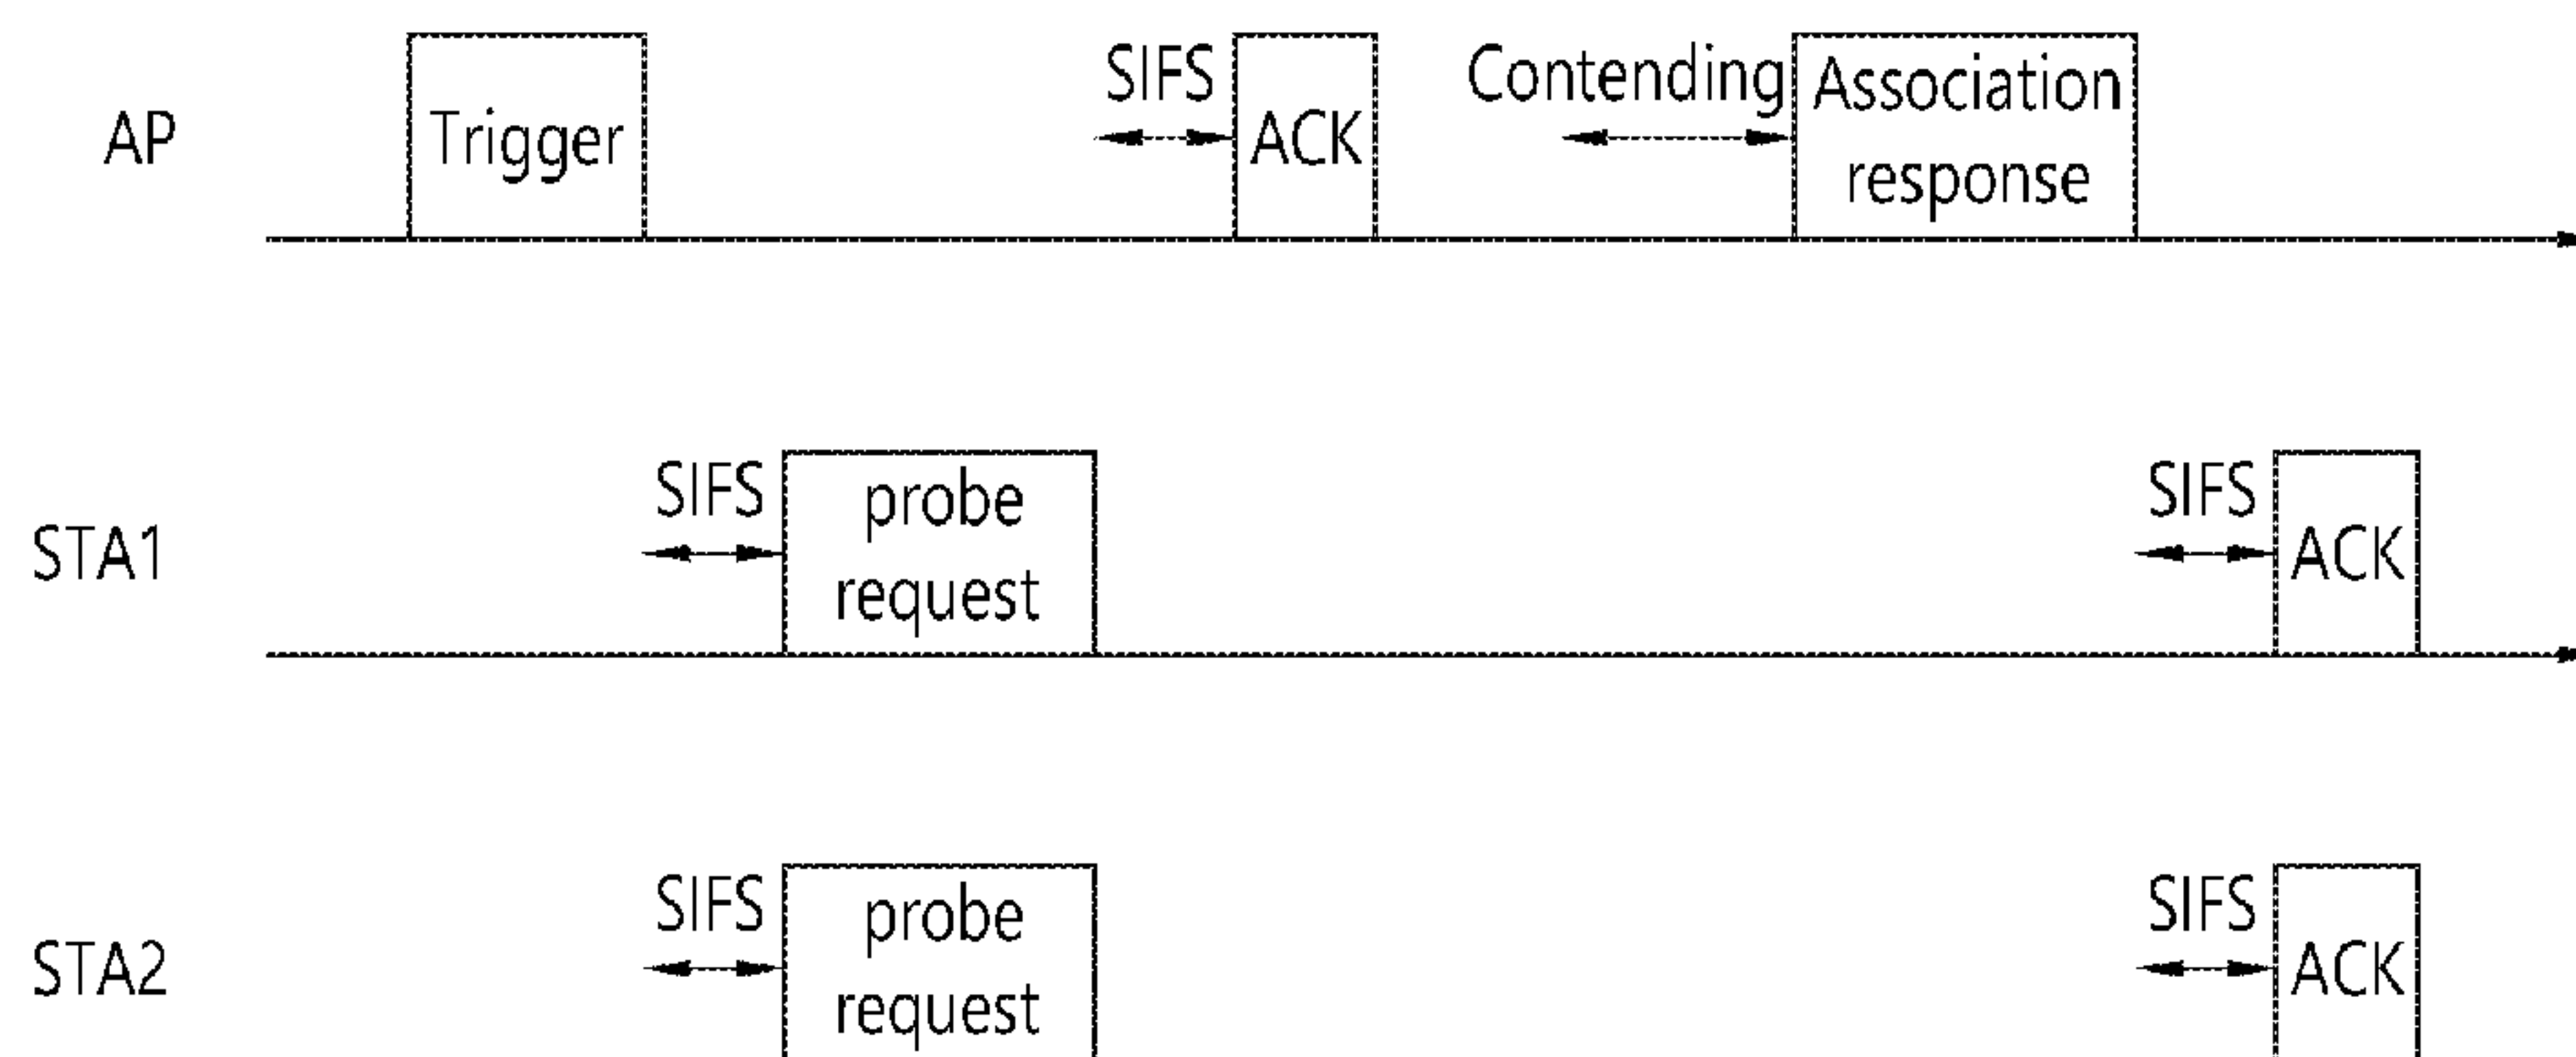 SIFS
Contending
Association
AP
Trigger
ACK
response
SIFS
probe
SIFS
STA1
request
ACK
SIFS
probe
SIFS
STA2
request
ACK